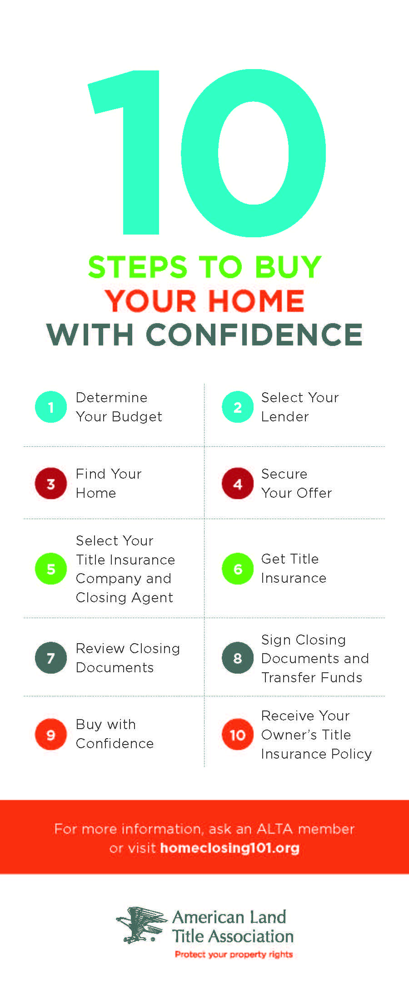 10
STEPS TO BUY
YOUR HOME
WITH CONFIDENCE
1
Determine
Your Budget
2
Select Your
Lender
3
Find Your
Home
4
Secure
Your Offer
5
Select Your
Title Insurance
Company and
Closing Agent
6
Get Title
Insurance
7
Review Closing
Documents
8
Sign Closing
Documents and
Transfer Funds
9
Buy with
Confidence
10
Receive Your
Owner’s Title
Insurance Policy
For more information, ask an ALTA member
or visit homeclosing101.org
American Land
Title Association
Protect your property rights